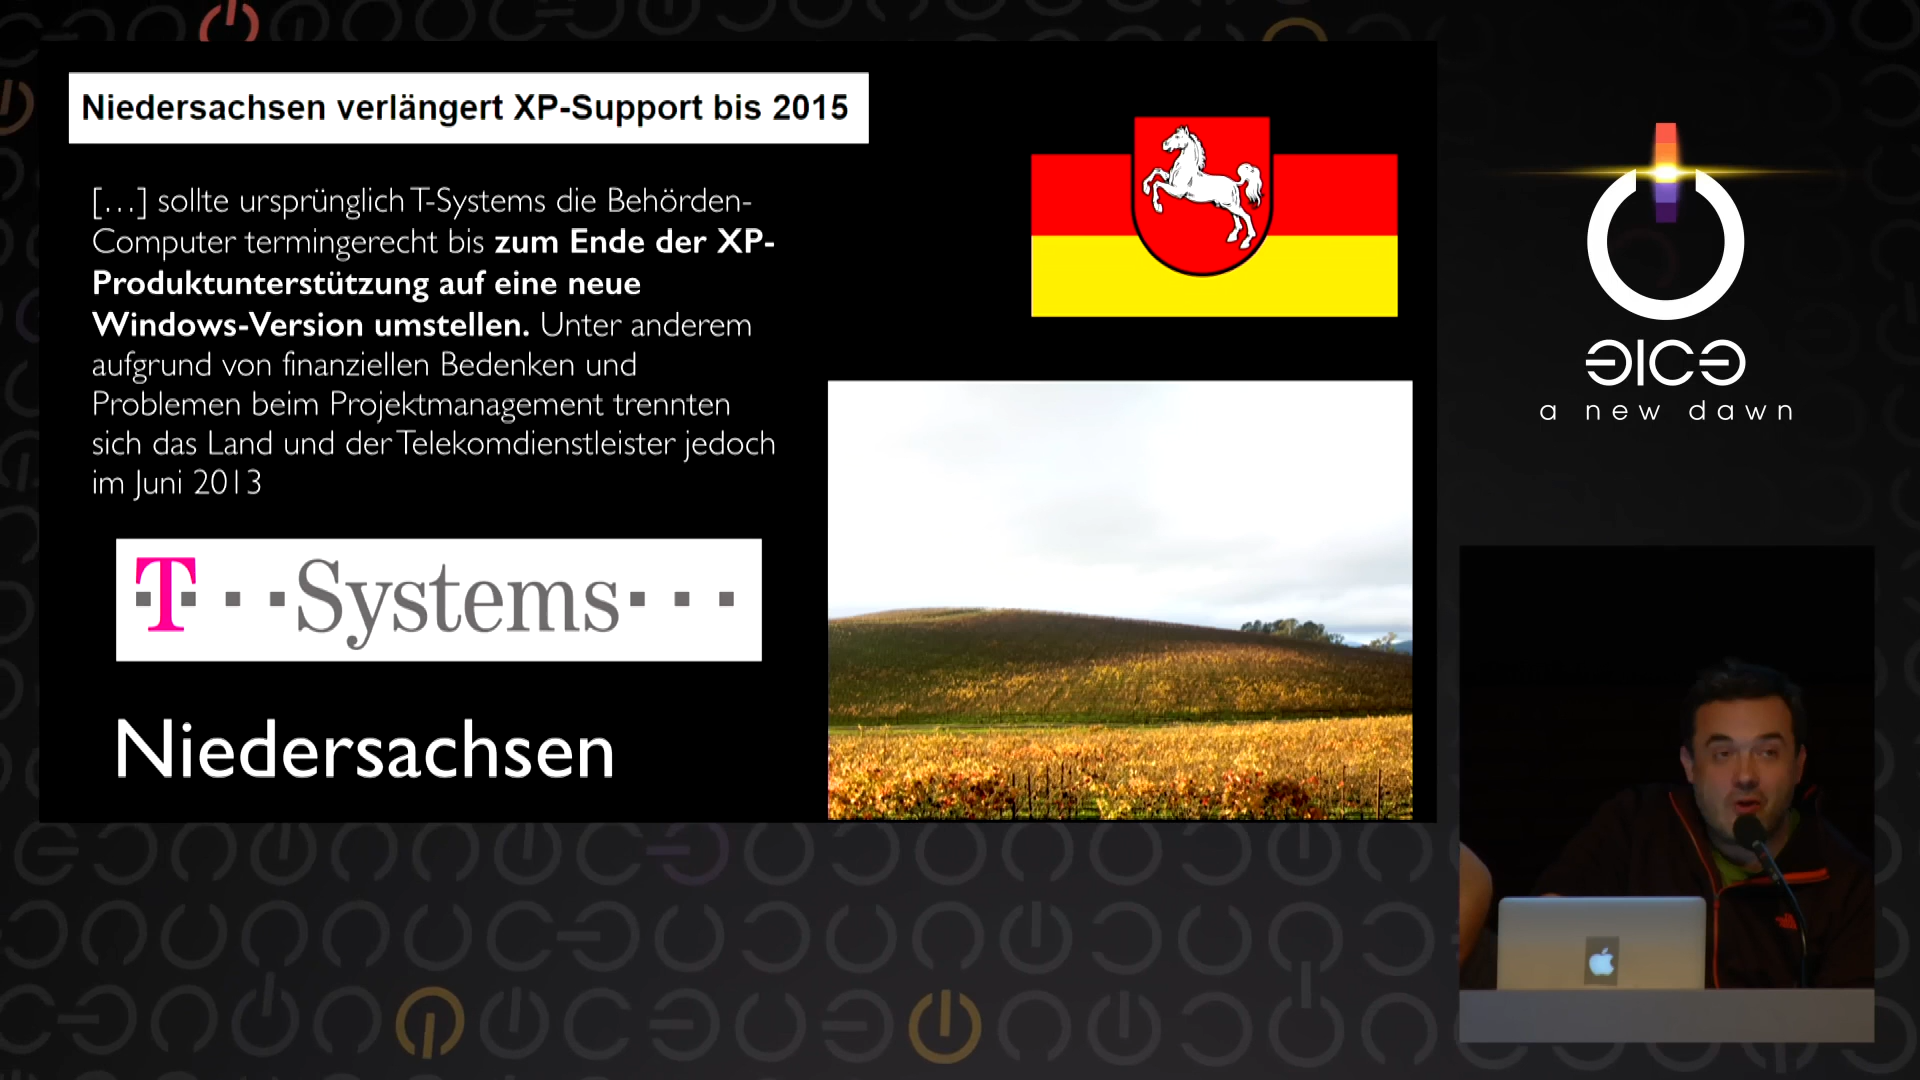 Niedersachsen verlängert XP-Support bis 2015
[…] sollte ursprünglich T-Systems die Behörden-
Computer termingerecht bis zum Ende der XP-
Produktunterstützung auf eine neue
Windows-Version umstellen. Unter anderem
aufgrund von finanziellen Bedenken und
Problemen beim Projektmanagement trennten
sich das Land und der Telekomdienstleister jedoch
im Juni 2013
T··Systems···
Niedersachsen
a new dawn